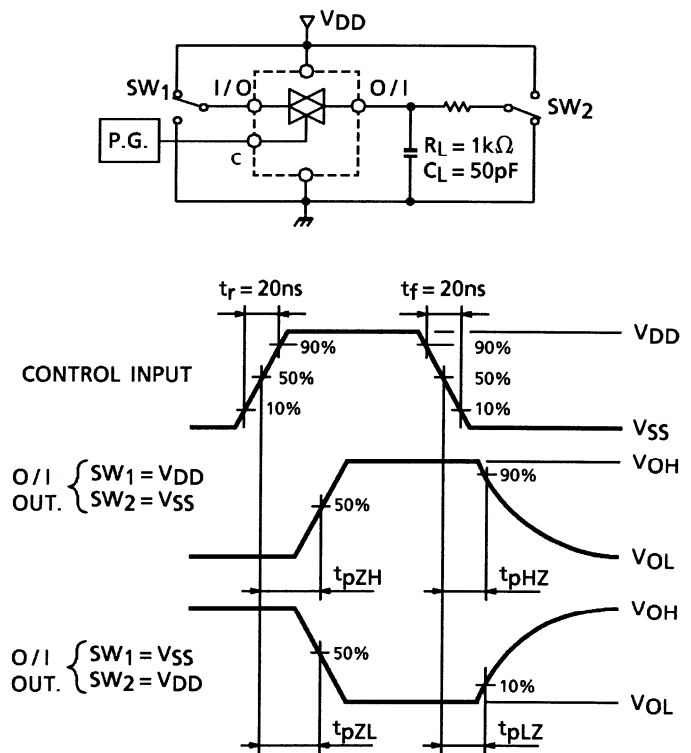 VDD
SW1
I/O
O/I
SW2
P.G.
C
RL = 1kΩ
CL = 50pF
tr = 20ns
tf = 20ns
VDD
90%
90%
CONTROL INPUT
50%
50%
10%
10%
VSS
VOH
O/I
OUT.
{ SW1 = VDD
SW2 = VSS
90%
50%
VOL
tpZH
tpHZ
VOH
O/I
OUT.
{ SW1 = VSS
SW2 = VDD
50%
10%
VOL
tpZL
tpLZ